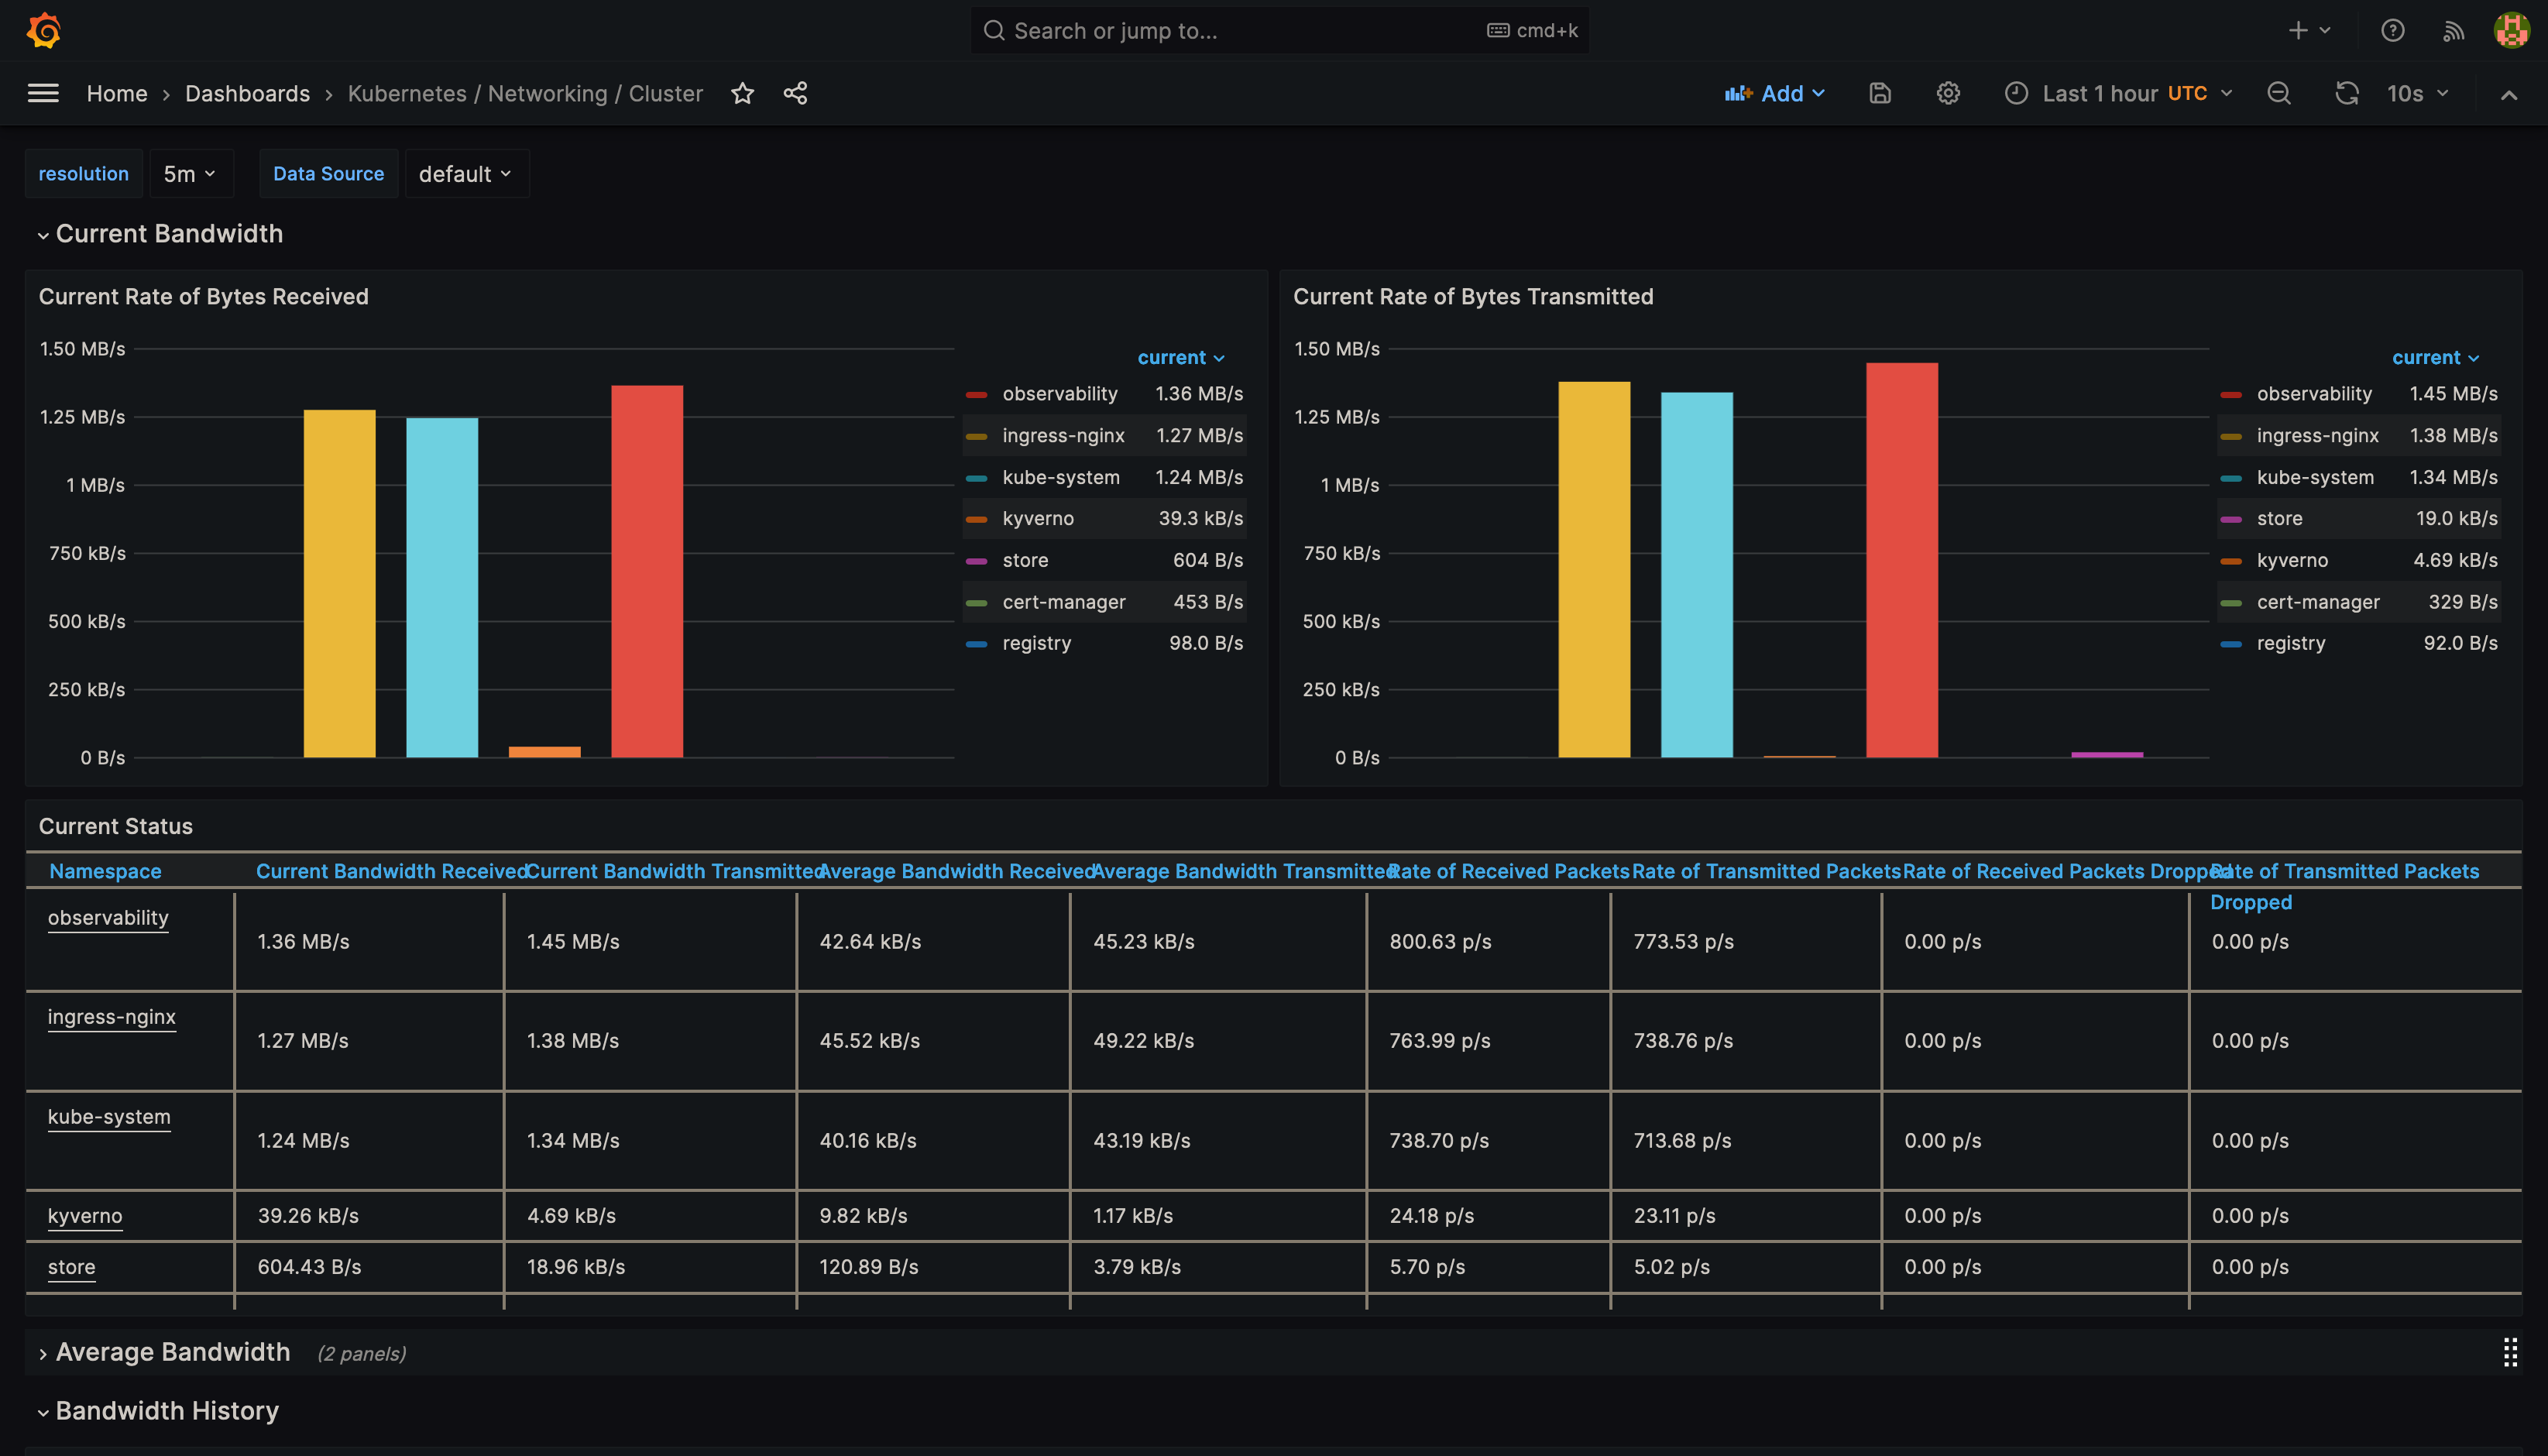 Search or jump to... cmd+k
Home › Dashboards › Kubernetes / Networking / Cluster
Add
Last 1 hour UTC
10s
resolution 5m Data Source default
Current Bandwidth
Current Rate of Bytes Received
1.50 MB/s
1.25 MB/s
1 MB/s
750 kB/s
500 kB/s
250 kB/s
0 B/s
current
observability 1.36 MB/s
ingress-nginx 1.27 MB/s
kube-system 1.24 MB/s
kyverno 39.3 kB/s
store 604 B/s
cert-manager 453 B/s
registry 98.0 B/s
Current Rate of Bytes Transmitted
1.50 MB/s
1.25 MB/s
1 MB/s
750 kB/s
500 kB/s
250 kB/s
0 B/s
current
observability 1.45 MB/s
ingress-nginx 1.38 MB/s
kube-system 1.34 MB/s
store 19.0 kB/s
kyverno 4.69 kB/s
cert-manager 329 B/s
registry 92.0 B/s
Current Status
Namespace Current Bandwidth Received Current Bandwidth Transmitted Average Bandwidth Received Average Bandwidth Transmitted Rate of Received Packets Rate of Transmitted Packets Rate of Received Packets Dropped Rate of Transmitted Packets
Dropped
observability 1.36 MB/s 1.45 MB/s 42.64 kB/s 45.23 kB/s 800.63 p/s 773.53 p/s 0.00 p/s 0.00 p/s
ingress-nginx 1.27 MB/s 1.38 MB/s 45.52 kB/s 49.22 kB/s 763.99 p/s 738.76 p/s 0.00 p/s 0.00 p/s
kube-system 1.24 MB/s 1.34 MB/s 40.16 kB/s 43.19 kB/s 738.70 p/s 713.68 p/s 0.00 p/s 0.00 p/s
kyverno 39.26 kB/s 4.69 kB/s 9.82 kB/s 1.17 kB/s 24.18 p/s 23.11 p/s 0.00 p/s 0.00 p/s
store 604.43 B/s 18.96 kB/s 120.89 B/s 3.79 kB/s 5.70 p/s 5.02 p/s 0.00 p/s 0.00 p/s
Average Bandwidth (2 panels)
Bandwidth History